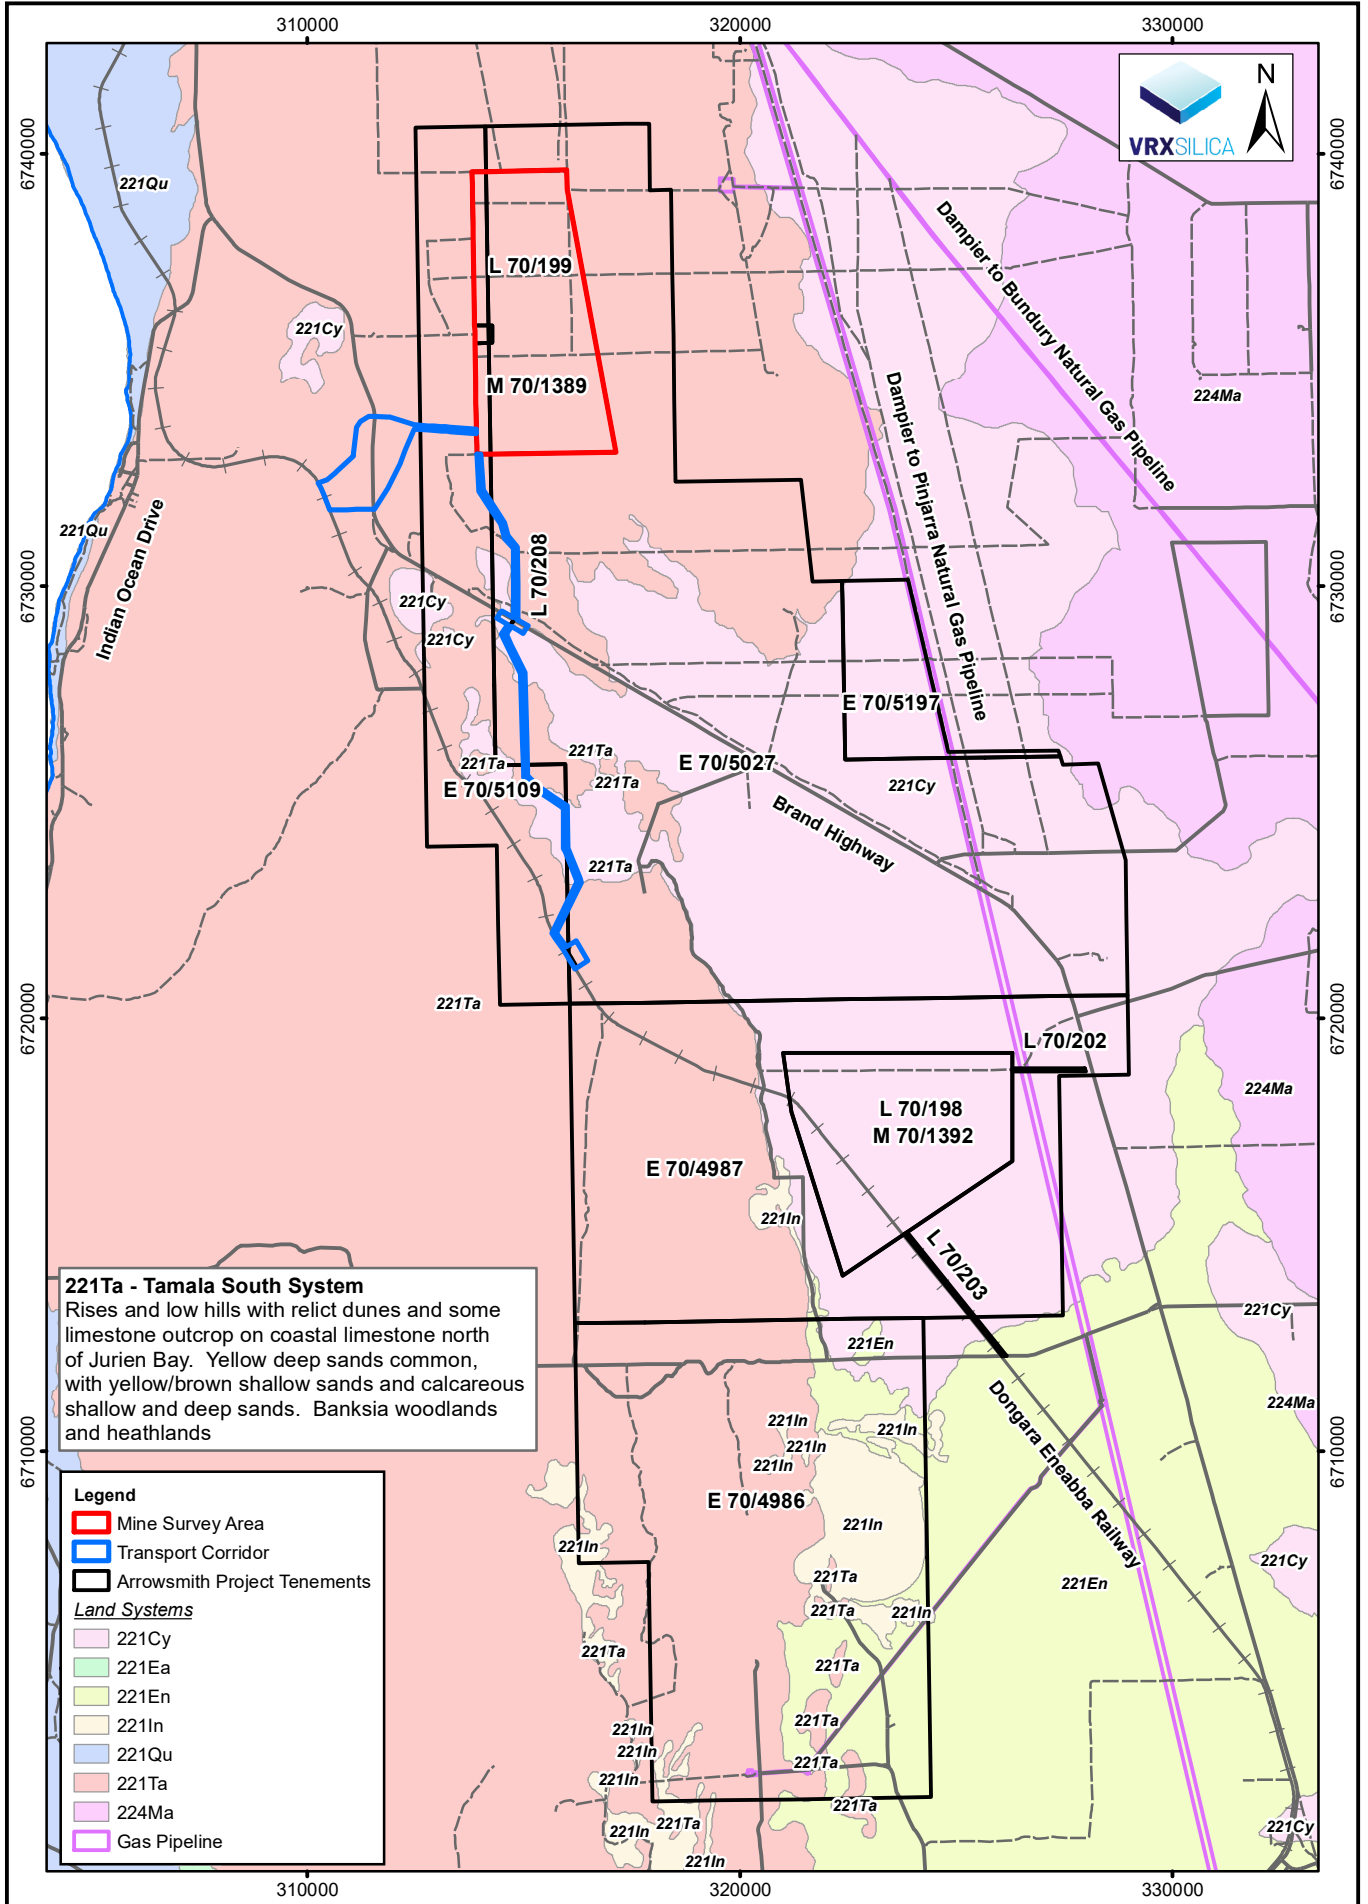 310000
320000
330000
VRXSILICA
N
6740000
6740000
221Qu
L 70/199
Dampier to Bundury Natural Gas Pipeline
221Cy
M 70/1389
Dampier to Pinjarra Natural Gas Pipeline
224Ma
221Qu
Indian Ocean Drive
L 70/208
6730000
6730000
221Cy
221Cy
E 70/5197
221Ta
221Ta
E 70/5027
221Ta
E 70/5109
221Cy
Brand Highway
221Ta
221Ta
6720000
6720000
L 70/202
224Ma
L 70/198
M 70/1392
E 70/4987
221In
L 70/203
221Ta - Tamala South System
Rises and low hills with relict dunes and some
limestone outcrop on coastal limestone north
of Jurien Bay. Yellow deep sands common,
with yellow/brown shallow sands and calcareous
shallow and deep sands. Banksia woodlands
and heathlands
221Cy
221En
224Ma
Dongara Eneabba Railway
221In
221In
221In
221In
6710000
6710000
E 70/4986
221In
221In
221Cy
221Ta
221En
221Ta
221In
221Ta
221Ta
221Ta
221In
221In
221Ta
221In
221Ta
221Ta
221In
221Cy
221In
Legend
Mine Survey Area
Transport Corridor
Arrowsmith Project Tenements
Land Systems
221Cy
221Ea
221En
221In
221Qu
221Ta
224Ma
Gas Pipeline
310000
320000
330000